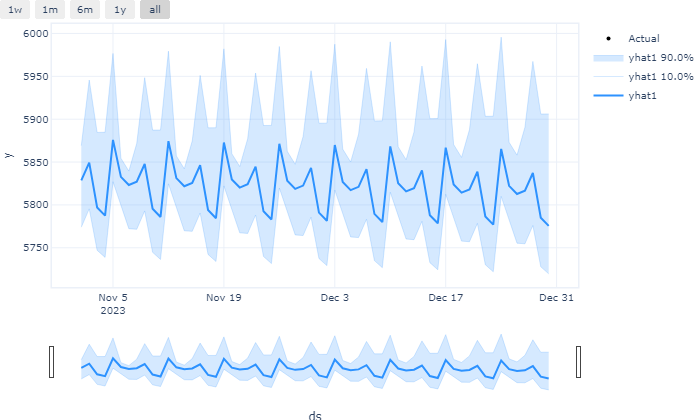 1w 1m 6m 1y all
6000
5950
5900
5850
5800
5750
y
Nov 5 Nov 19 Dec 3 Dec 17 Dec 31
2023
Actual
yhat1 90.0%
yhat1 10.0%
yhat1
ds